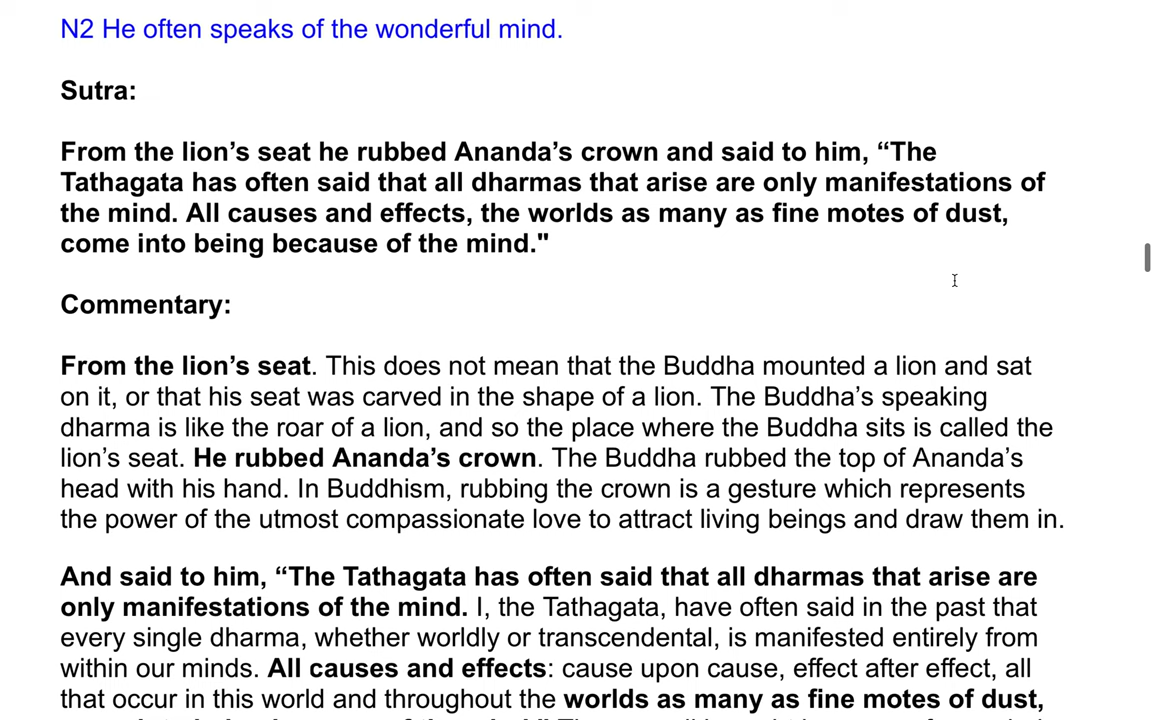 N2 He often speaks of the wonderful mind.
Sutra:
From the lion’s seat he rubbed Ananda’s crown and said to him, “The
Tathagata has often said that all dharmas that arise are only manifestations of
the mind. All causes and effects, the worlds as many as fine motes of dust,
come into being because of the mind."
Commentary:
From the lion’s seat. This does not mean that the Buddha mounted a lion and sat
on it, or that his seat was carved in the shape of a lion. The Buddha’s speaking
dharma is like the roar of a lion, and so the place where the Buddha sits is called the
lion’s seat. He rubbed Ananda’s crown. The Buddha rubbed the top of Ananda’s
head with his hand. In Buddhism, rubbing the crown is a gesture which represents
the power of the utmost compassionate love to attract living beings and draw them in.
And said to him, “The Tathagata has often said that all dharmas that arise are
only manifestations of the mind. I, the Tathagata, have often said in the past that
every single dharma, whether worldly or transcendental, is manifested entirely from
within our minds. All causes and effects: cause upon cause, effect after effect, all
that occur in this world and throughout the worlds as many as fine motes of dust,